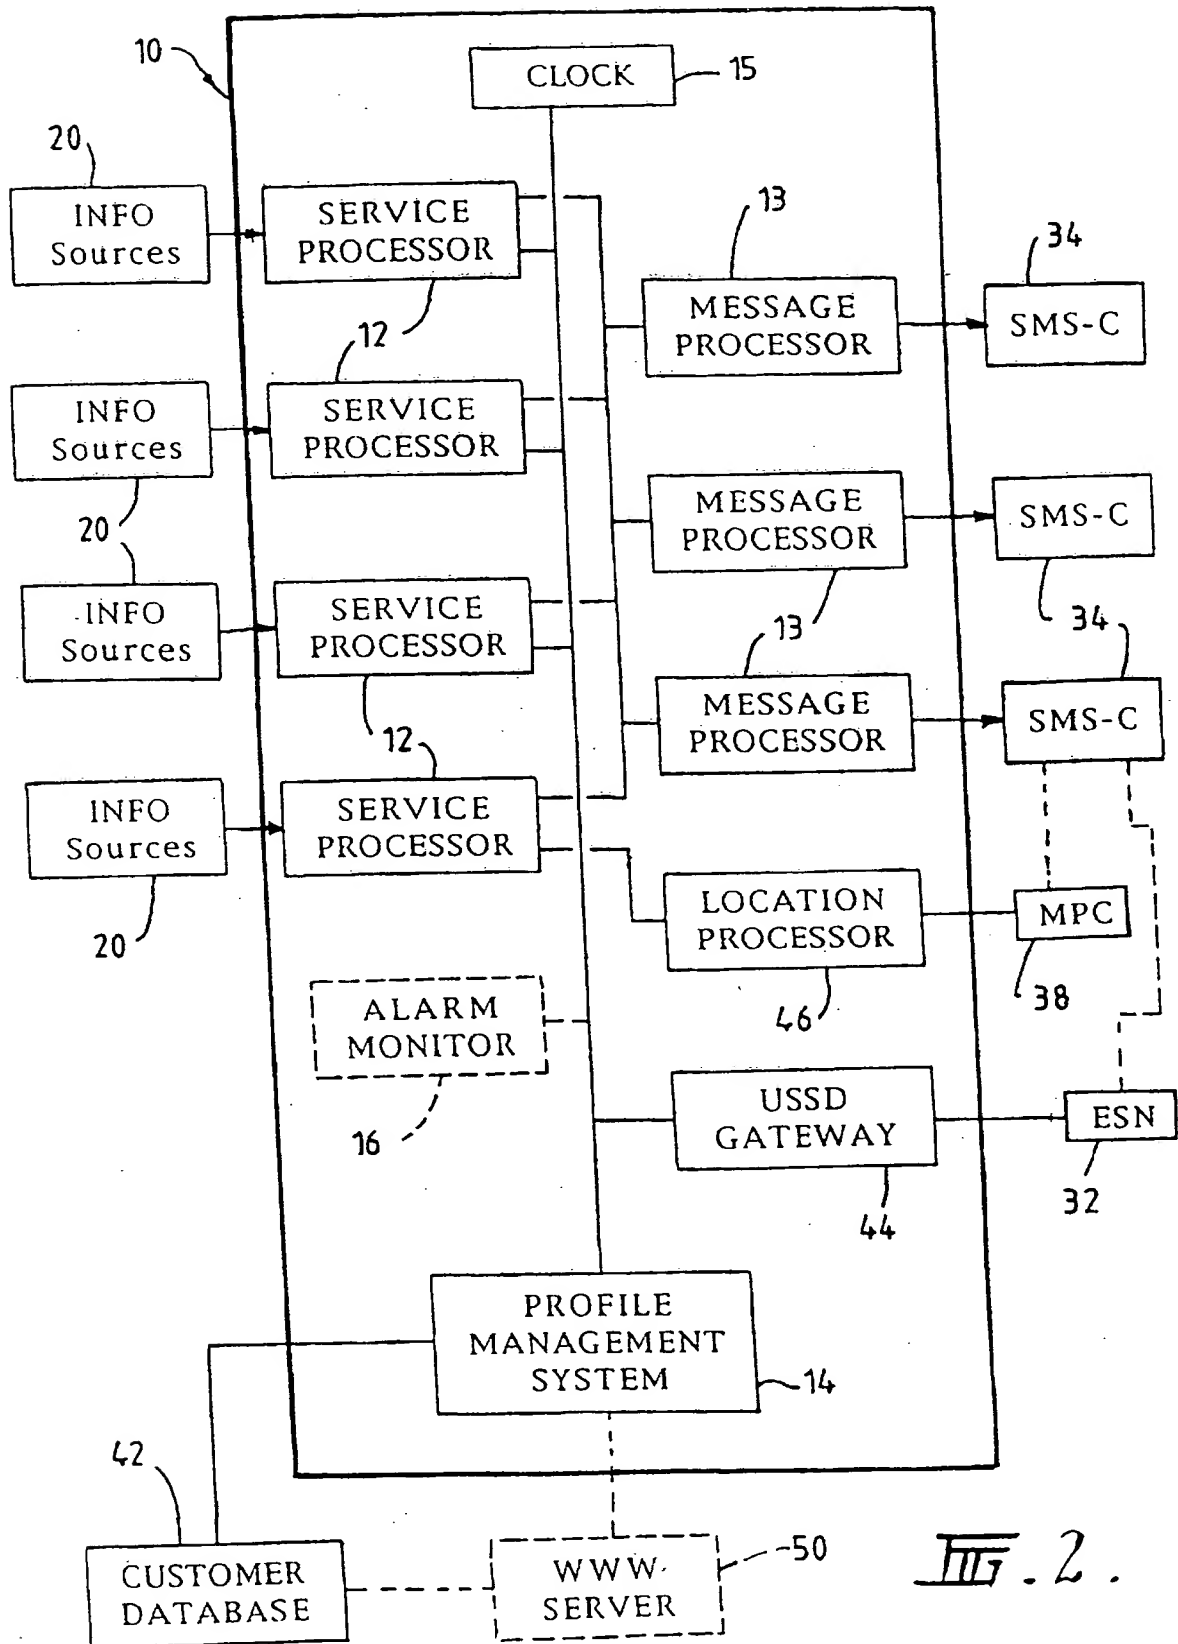 10
CLOCK
15
20
INFO
Sources
SERVICE
PROCESSOR
13
34
MESSAGE
PROCESSOR
SMS-C
12
INFO
Sources
SERVICE
PROCESSOR
20
MESSAGE
PROCESSOR
SMS-C
INFO
Sources
SERVICE
PROCESSOR
13
34
MESSAGE
PROCESSOR
SMS-C
12
INFO
Sources
SERVICE
PROCESSOR
20
LOCATION
PROCESSOR
MPC
38
46
ALARM
MONITOR
16
USSD
GATEWAY
ESN
32
44
PROFILE
MANAGEMENT
SYSTEM
14
42
CUSTOMER
DATABASE
WWW
SERVER
50
FIG. 2.